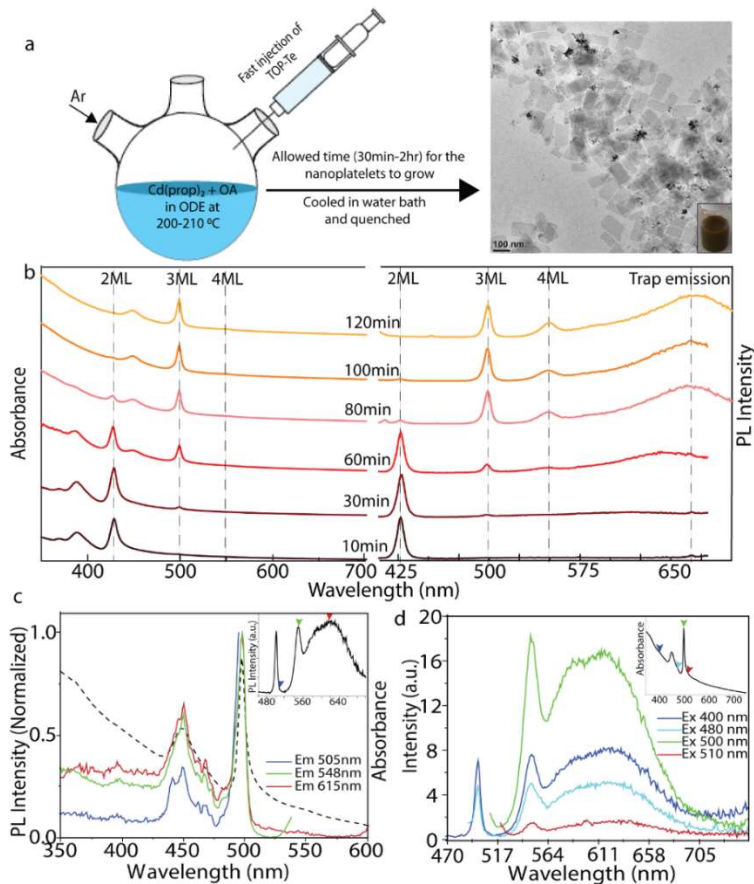 a
Ar
Fast injection of
TOP-Te
Cd(prop)₂ + OA
in ODE at
200-210 ºC
Allowed time (30min-2hr) for the
nanoplatelets to grow
Cooled in water bath
and quenched
100 nm
b
2ML 3ML 4ML 2ML 3ML 4ML Trap emission
120min
100min
80min
60min
30min
10min
Absorbance
PL Intensity
400 500 600 700 425 500 575 650
Wavelength (nm)
c
PL Intensity (Normalized)
1.0
0.5
0.0
350 400 450 500 550 600
Wavelength (nm)
Absorbance
PL Intensity (a.u.)
480 560 640
Em 505nm
Em 548nm
Em 615nm
d
Intensity (a.u.)
20
16
12
8
4
0
470 517 564 611 658 705
Wavelength (nm)
Absorbance
400 500 600 700
Ex 400 nm
Ex 480 nm
Ex 500 nm
Ex 510 nm